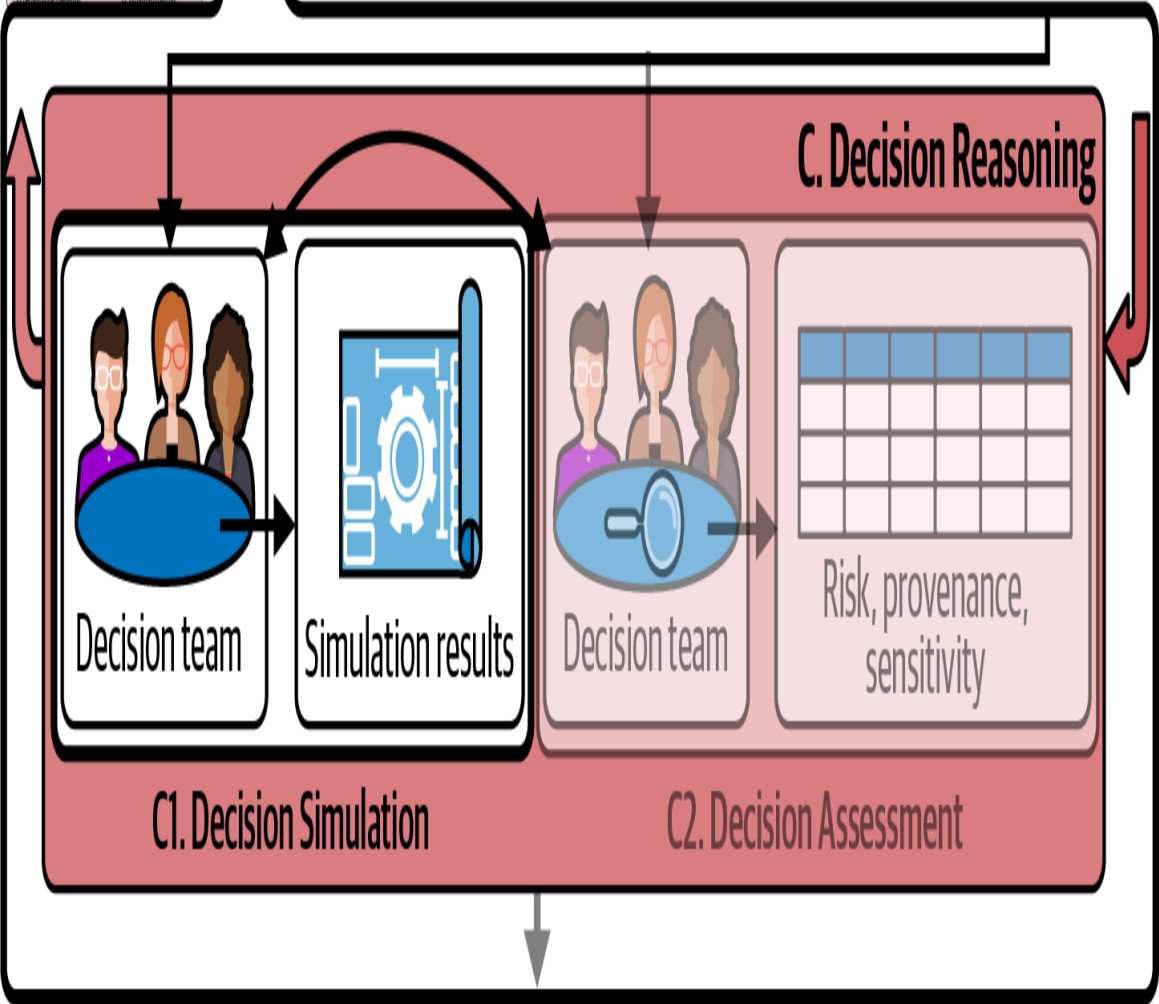 C. Decision Reasoning
Decision team
Simulation results
Decision team
Risk, provenance,
sensitivity
C1. Decision Simulation
C2. Decision Assessment